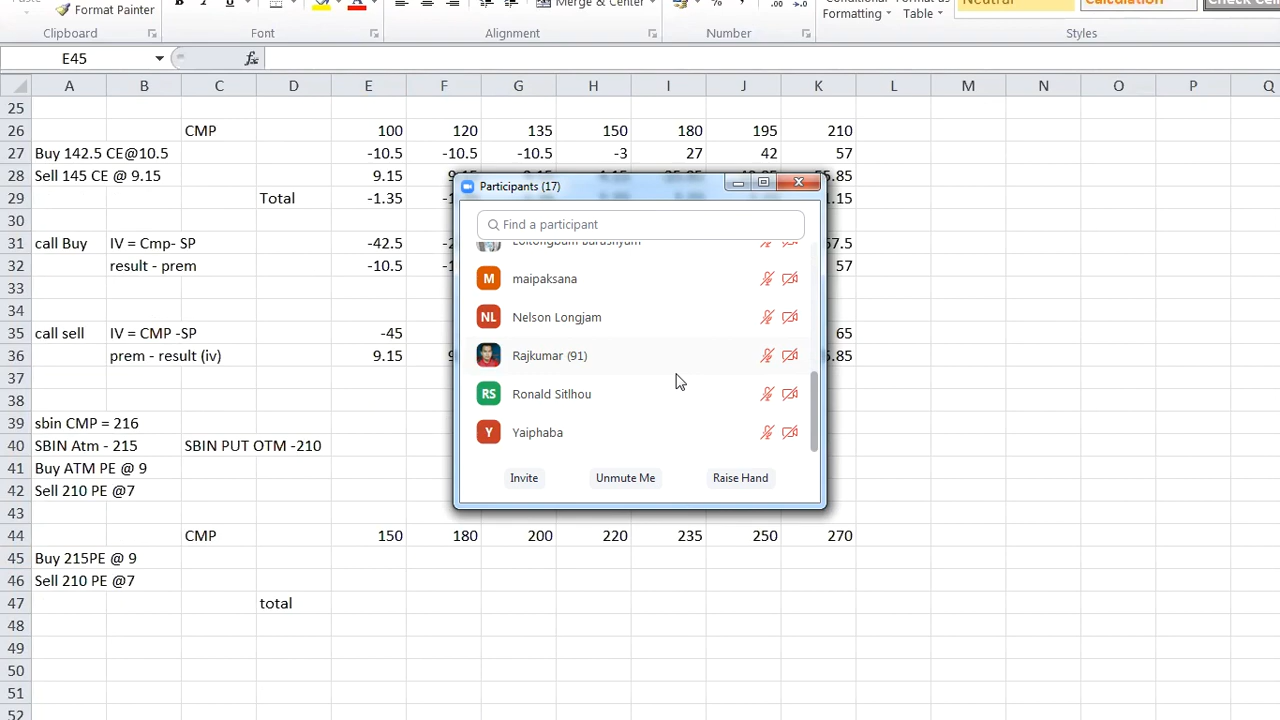 Format Painter
Merge & Center
%
Conditional Format as
Formatting Table
Neutral Calculation Check Cell
Clipboard Font Alignment Number Styles
E45 fx
A B C D E F G H I J K L M N O P Q
25
26 CMP 100 120 135 150 180 195 210
27 Buy 142.5 CE@10.5 -10.5 -10.5 -10.5 -3 27 42 57
28 Sell 145 CE @ 9.15 9.15
29 Total -1.35
30
31 call Buy IV = Cmp- SP -42.5
32 result - prem -10.5 57
33
34
35 call sell IV = CMP -SP -45 65
36 prem - result (iv) 9.15
37
38
39 sbin CMP = 216
40 SBIN Atm - 215 SBIN PUT OTM -210
41 Buy ATM PE @ 9
42 Sell 210 PE @7
43
44 CMP 150 180 200 220 235 250 270
45 Buy 215PE @ 9
46 Sell 210 PE @7
47 total
48
49
50
51
52
Participants (17)
Find a participant
M maipaksana
NL Nelson Longjam
Rajkumar (91)
RS Ronald Sitlhou
Y Yaiphaba
Invite Unmute Me Raise Hand